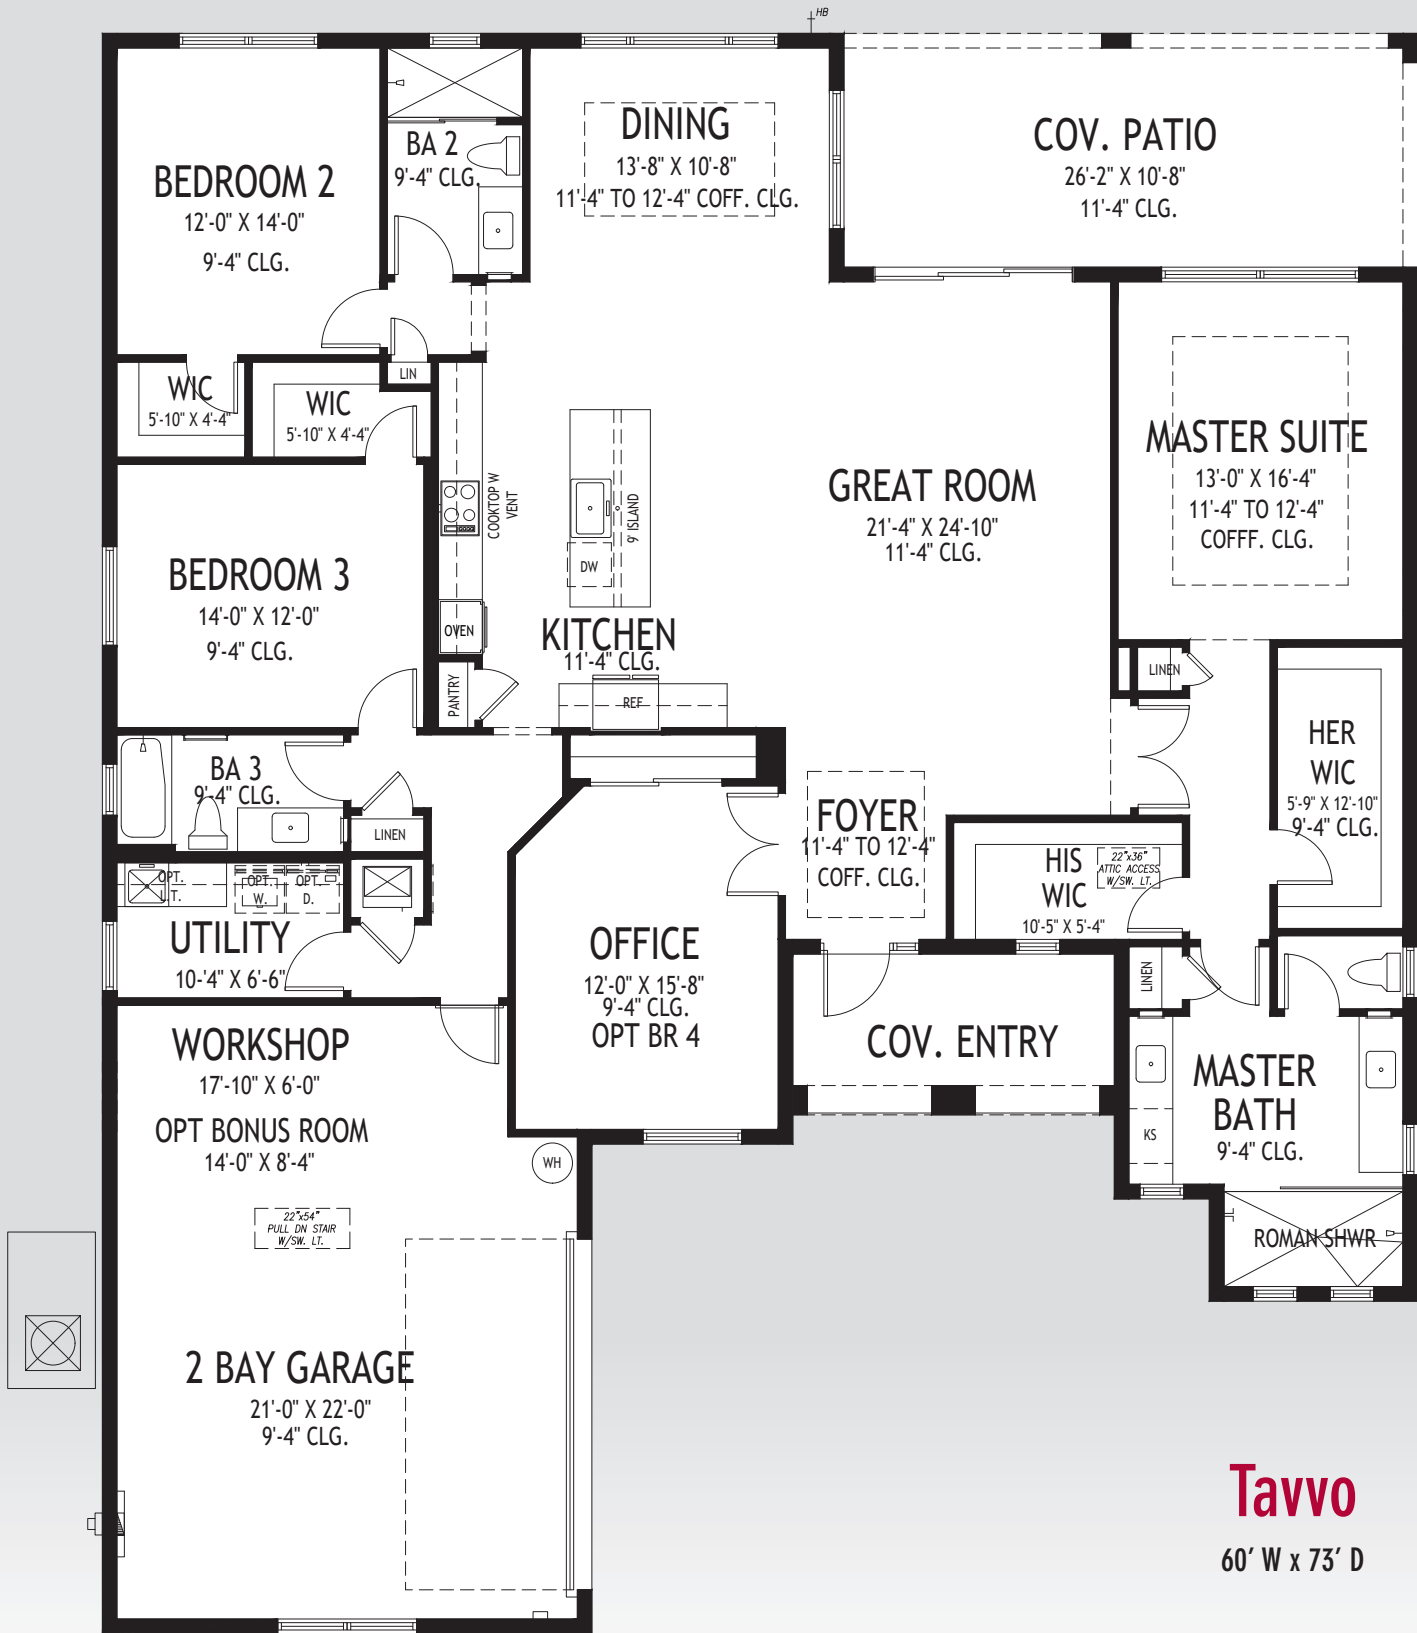 HB
BEDROOM 2
12'-0" X 14'-0"
9'-4" CLG.
BA 2
9'-4" CLG.
DINING
13'-8" X 10'-8"
11'-4" TO 12'-4" COFF. CLG.
COV. PATIO
26'-2" X 10'-8"
11'-4" CLG.
WIC
5'-10" X 4'-4"
WIC
5'-10" X 4'-4"
LIN
COOKTOP W
VENT
9' ISLAND
DW
OVEN
KITCHEN
11'-4" CLG.
PANTRY
REF
GREAT ROOM
21'-4" X 24'-10"
11'-4" CLG.
MASTER SUITE
13'-0" X 16'-4"
11'-4" TO 12'-4"
COFFF. CLG.
BEDROOM 3
14'-0" X 12'-0"
9'-4" CLG.
LINEN
HER
WIC
5'-9" X 12'-10"
9'-4" CLG.
BA 3
9'-4" CLG.
LINEN
FOYER
11'-4" TO 12'-4"
COFF. CLG.
HIS
WIC
10'-5" X 5'-4"
22"x36"
ATTIC ACCESS
W/SW. LT.
OPT.
L.T.
OPT.
W.
OPT.
D.
UTILITY
10-'4" X 6'-6"
OFFICE
12'-0" X 15'-8"
9'-4" CLG.
OPT BR 4
LINEN
COV. ENTRY
MASTER
BATH
9'-4" CLG.
KS
ROMAN SHWR
WORKSHOP
17'-10" X 6'-0"
OPT BONUS ROOM
14'-0" X 8'-4"
WH
22"x54"
PULL DN STAIR
W/SW. LT.
2 BAY GARAGE
21'-0" X 22'-0"
9'-4" CLG.
Tavvo
60' W x 73' D